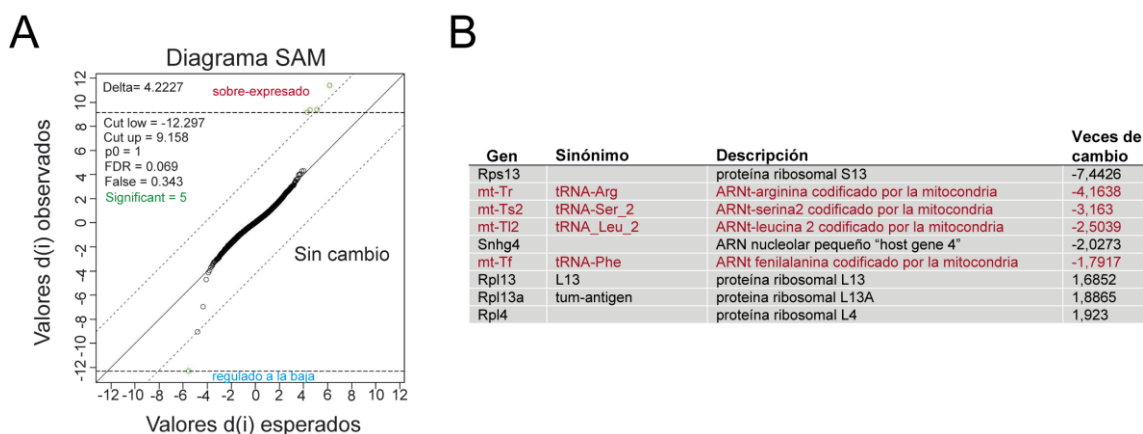 A
Diagrama SAM
Delta= 4.2227
sobre-expresado
Cut low = -12.297
Cut up = 9.158
p0 = 1
FDR = 0.069
False = 0.343
Significant = 5
Sin cambio
regulado a la baja
Valores d(i) observados
12
10
8
6
4
2
0
-2
-4
-6
-8
-10
-12
-12 -10 -8 -6 -4 -2 0 2 4 6 8 10 12
Valores d(i) esperados
B
Gen Sinónimo Descripción Veces de cambio
Rps13 proteína ribosomal S13 -7,4426
mt-Tr tRNA-Arg ARNt-arginina codificado por la mitocondria -4,1638
mt-Ts2 tRNA-Ser_2 ARNt-serina2 codificado por la mitocondria -3,163
mt-Tl2 tRNA_Leu_2 ARNt-leucina 2 codificado por la mitocondria -2,5039
Snhg4 ARN nucleolar pequeño “host gene 4” -2,0273
mt-Tf tRNA-Phe ARNt fenilalanina codificado por la mitocondria -1,7917
Rpl13 L13 proteína ribosomal L13 1,6852
Rpl13a tum-antigen proteína ribosomal L13A 1,8865
Rpl4 proteína ribosomal L4 1,923